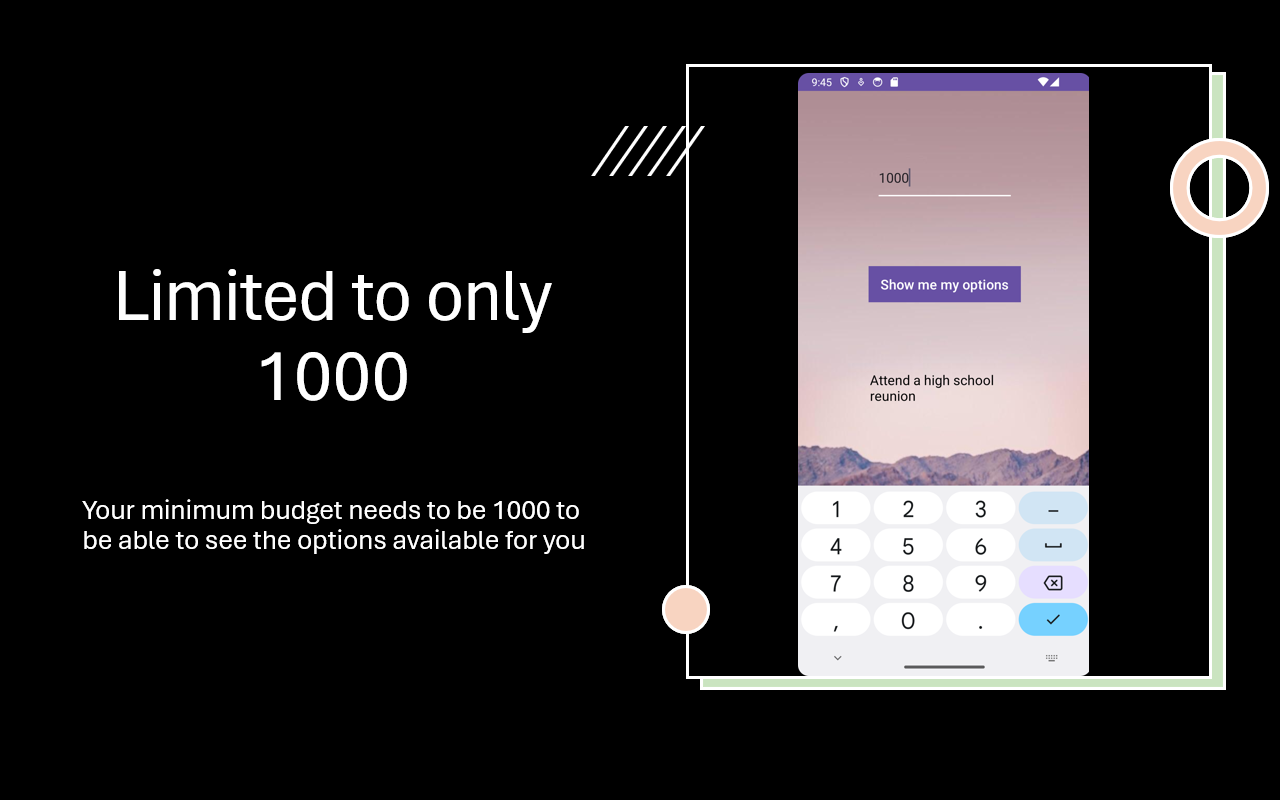 Limited to only
1000
Your minimum budget needs to be 1000 to
be able to see the options available for you
9:45
1000
Show me my options
Attend a high school
reunion
1 2 3 –
4 5 6
7 8 9
, 0 .